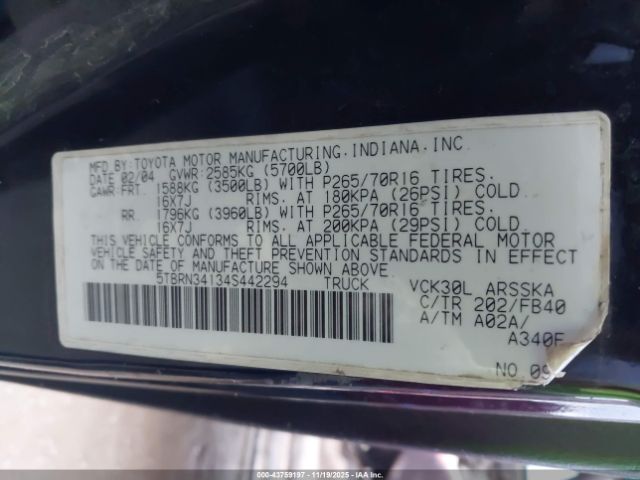 MFD.BY:TOYOTA MOTOR MANUFACTURING.INDIANA,INC.
DATE 02/04 GVWR:2585KG (5700LB)
GAWR:FRT. 1588KG (3500LB) WITH P265/70R16 TIRES.
16X7J RIMS. AT 180KPA (26PSI) COLD
RR. 1796KG (3960LB) WITH P265/70R16 TIRES.
16X7J RIMS. AT 200KPA (29PSI) COLD.
THIS VEHICLE CONFORMS TO ALL APPLICABLE FEDERAL MOTOR
VEHICLE SAFETY AND THEFT PREVENTION STANDARDS IN EFFECT
ON THE DATE OF MANUFACTURE SHOWN ABOVE
5TBRN34134S442294 TRUCK VCK30L ARSSKA
C/TR 202/FB40
A/TM A02A/
A340F
NO.09
000-43759197 - 11/19/2025 - IAAI.COM